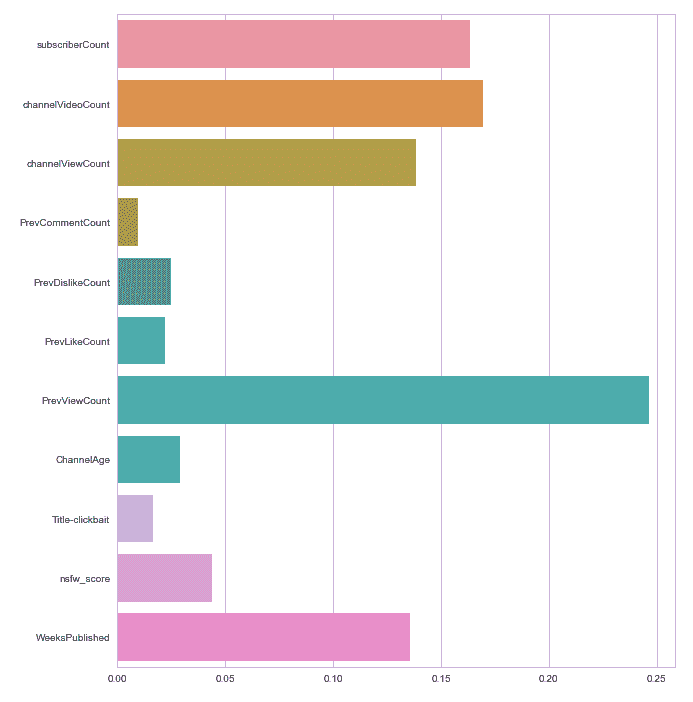 subscriberCount
channelVideoCount
channelViewCount
PrevCommentCount
PrevDislikeCount
PrevLikeCount
PrevViewCount
ChannelAge
Title-clickbait
nsfw_score
WeeksPublished
0.00 0.05 0.10 0.15 0.20 0.25